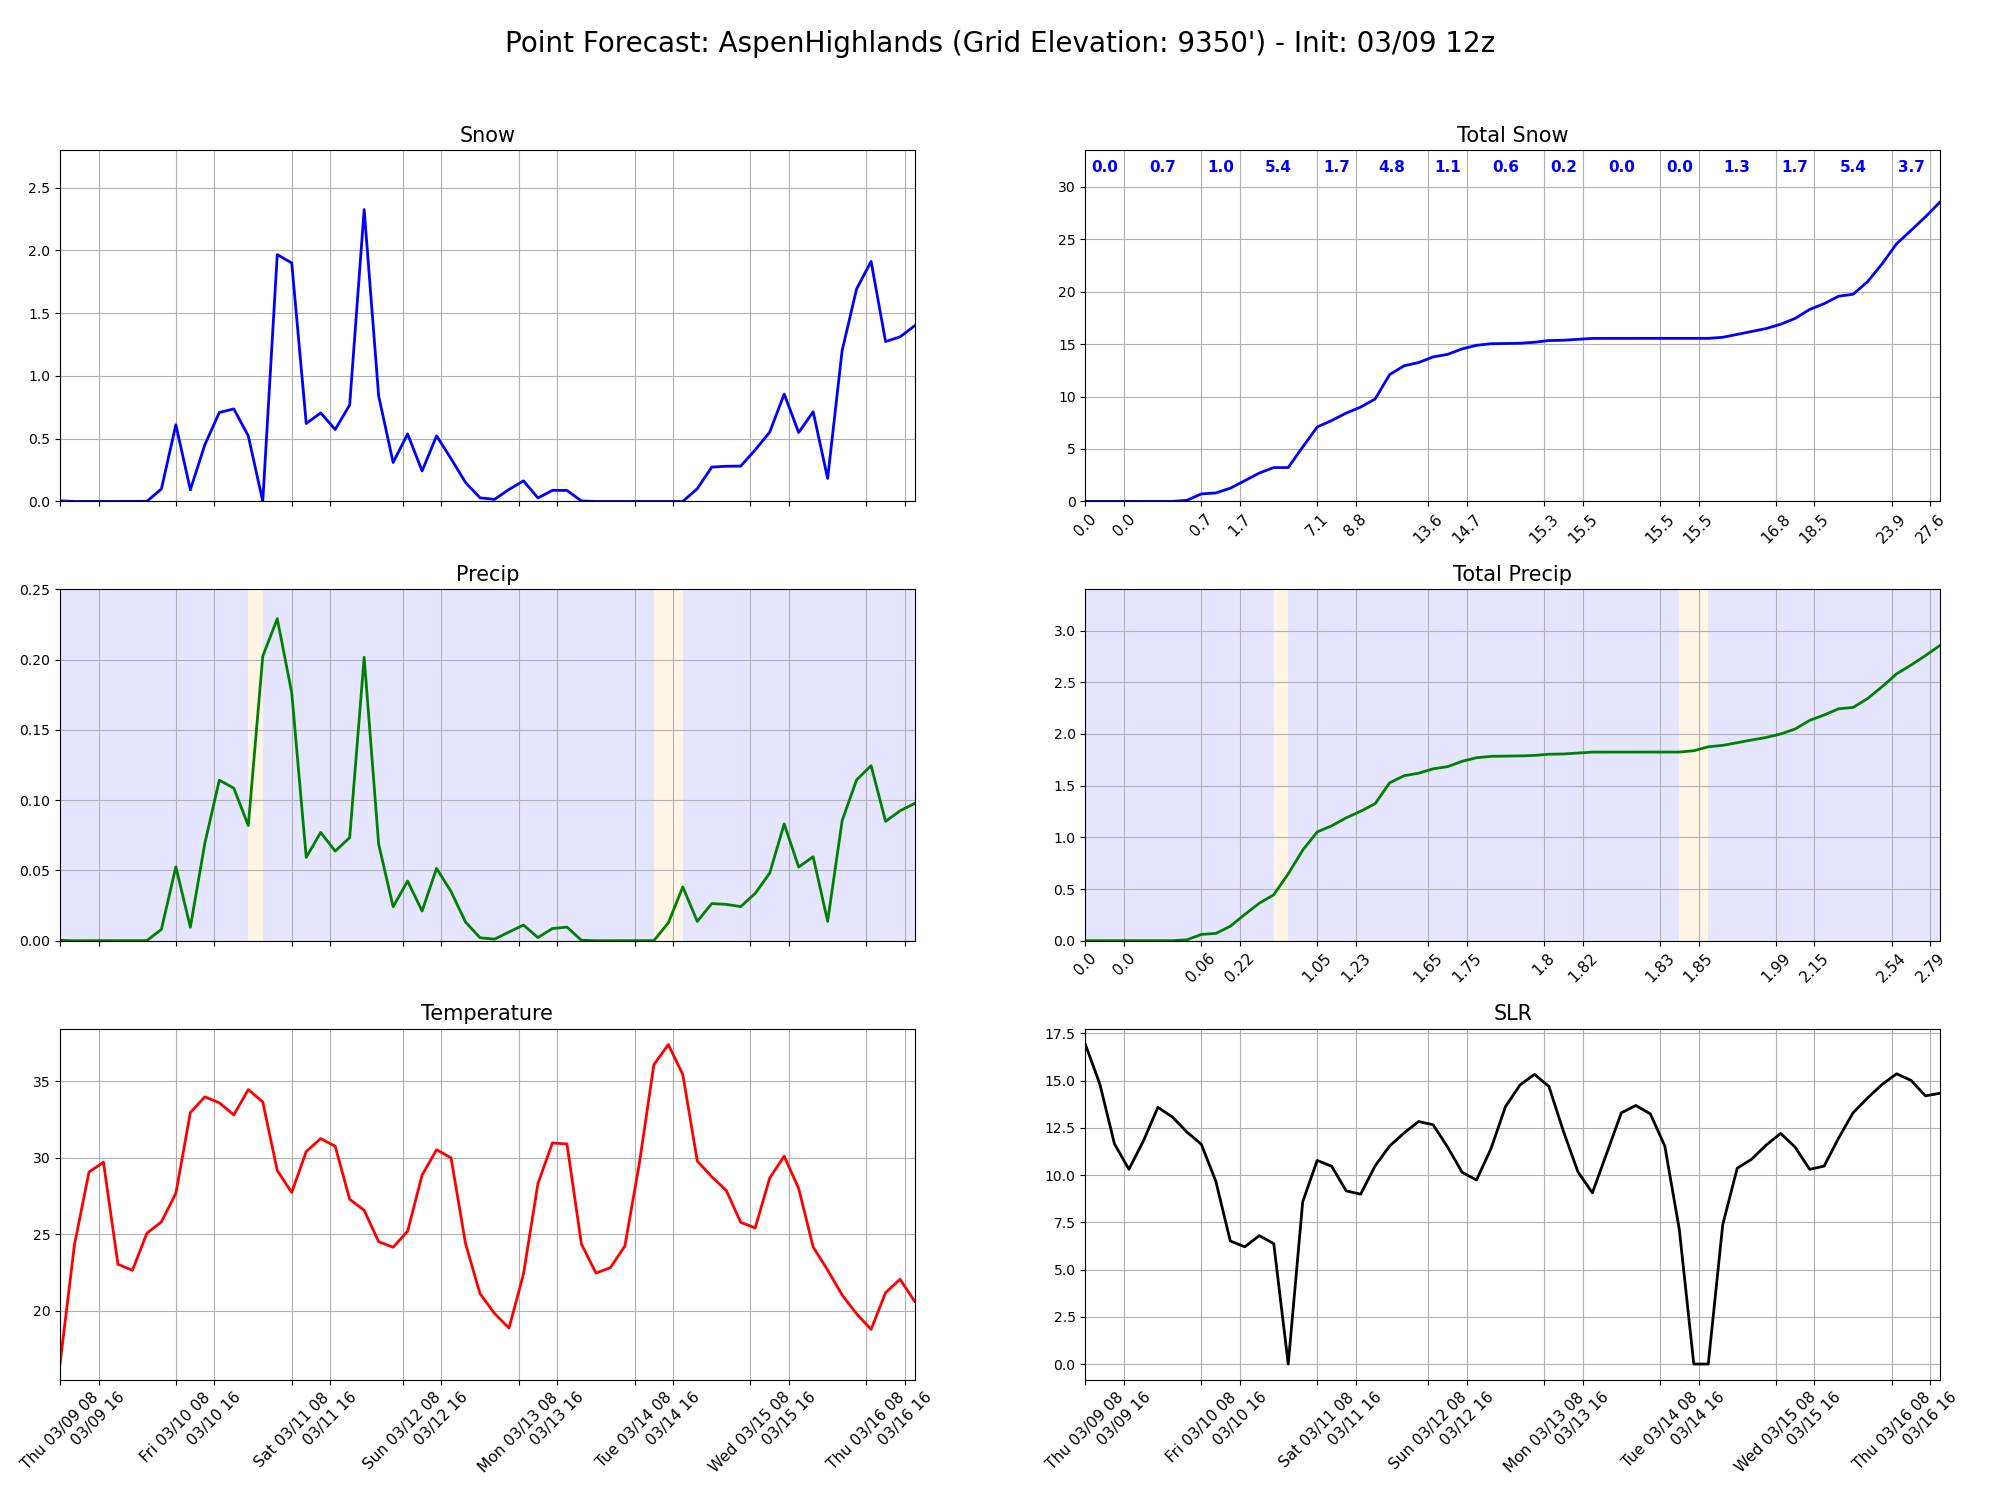 Point Forecast: AspenHighlands (Grid Elevation: 9350') - Init: 03/09 12z
Snow
2.5
2.0
1.5
1.0
0.5
0.0
Total Snow
0.0 0.7 1.0 5.4 1.7 4.8 1.1 0.6 0.2 0.0 0.0 1.3 1.7 5.4 3.7
30
25
20
15
10
5
0
0.0 0.0 0.7 1.7 7.1 8.8 13.6 14.7 15.3 15.5 15.5 15.5 16.8 18.5 23.9 27.6
Precip
0.25
0.20
0.15
0.10
0.05
0.00
Total Precip
3.0
2.5
2.0
1.5
1.0
0.5
0.0
0.0 0.0 0.06 0.22 1.05 1.23 1.65 1.75 1.8 1.82 1.83 1.85 1.99 2.15 2.54 2.79
Temperature
35
30
25
20
Thu 03/09 08
03/09 16
Fri 03/10 08
03/10 16
Sat 03/11 08
03/11 16
Sun 03/12 08
03/12 16
Mon 03/13 08
03/13 16
Tue 03/14 08
03/14 16
Wed 03/15 08
03/15 16
Thu 03/16 08
03/16 16
SLR
17.5
15.0
12.5
10.0
7.5
5.0
2.5
0.0
Thu 03/09 08
03/09 16
Fri 03/10 08
03/10 16
Sat 03/11 08
03/11 16
Sun 03/12 08
03/12 16
Mon 03/13 08
03/13 16
Tue 03/14 08
03/14 16
Wed 03/15 08
03/15 16
Thu 03/16 08
03/16 16